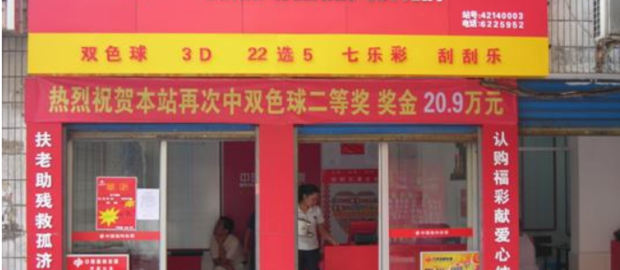 站号:42140003
电话:6225952
双色球 3D 22选5 七乐彩 刮刮乐
热烈祝贺本站再次中双色球二等奖 奖金 20.9万元
扶老助残救孤济
认购福彩献爱心